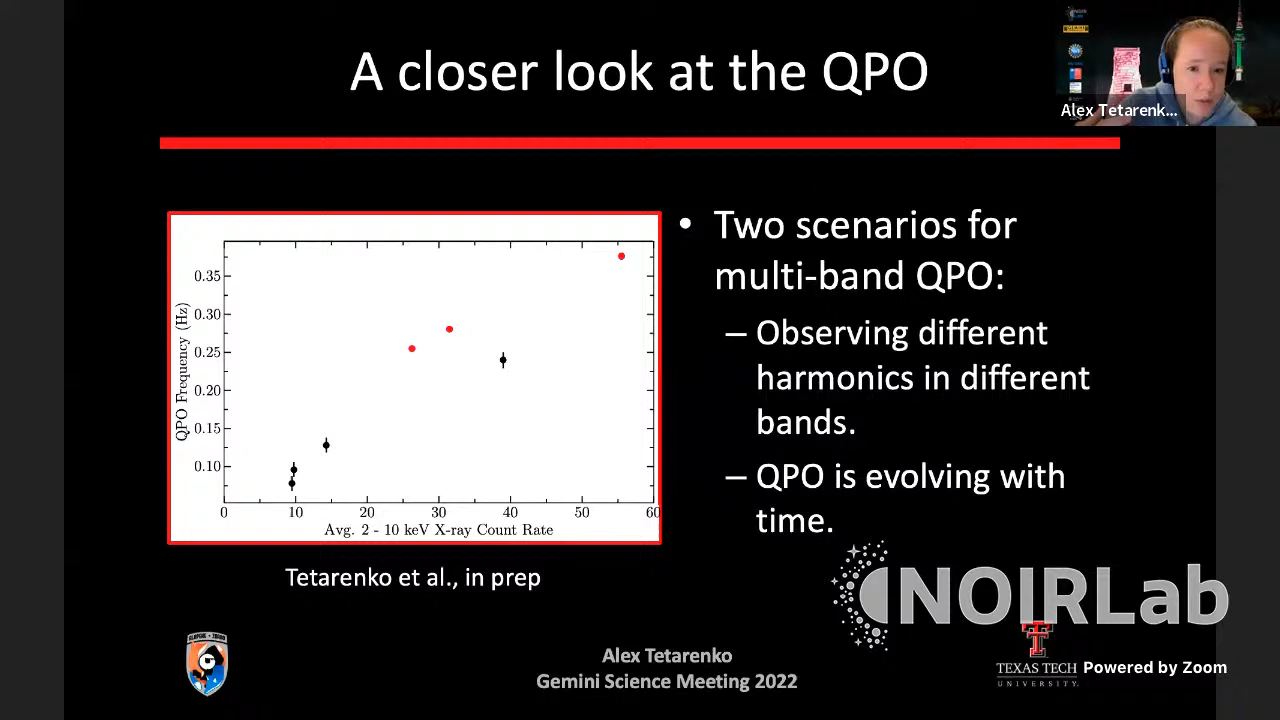 A closer look at the QPO
Alex Tetarenk...
QPO Frequency (Hz)
0.35
0.30
0.25
0.20
0.15
0.10
0 10 20 30 40 50 60
Avg. 2 - 10 keV X-ray Count Rate
Tetarenko et al., in prep
• Two scenarios for
multi-band QPO:
– Observing different
harmonics in different
bands.
– QPO is evolving with
time.
NOIRLab
Alex Tetarenko
Gemini Science Meeting 2022
TEXAS TECH
UNIVERSITY.
Powered by Zoom